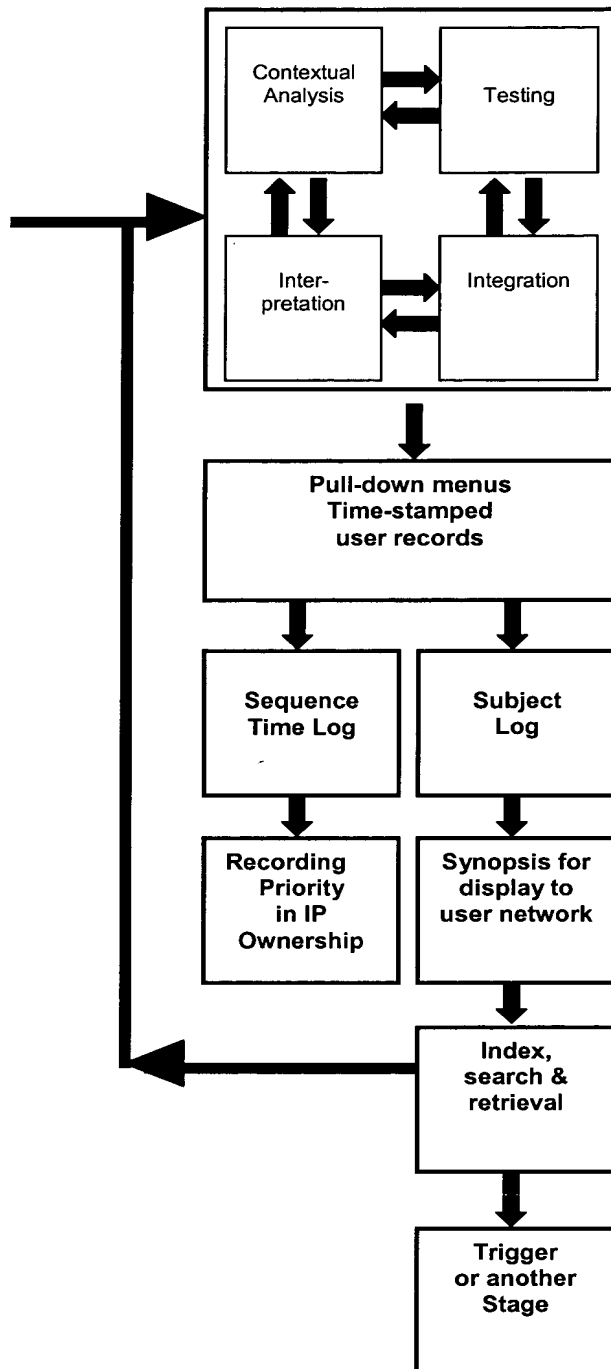 Contextual
Analysis
Testing
Inter-
pretation
Integration
Pull-down menus
Time-stamped
user records
Sequence
Time Log
Subject
Log
Recording
Priority
in IP
Ownership
Synopsis for
display to
user network
Index,
search &
retrieval
Trigger
or another
Stage